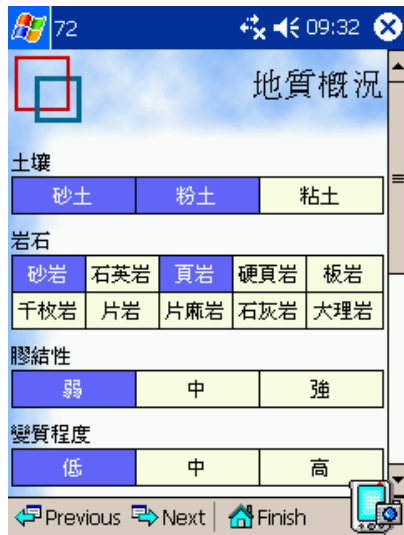 72 09:32
地質概況
土壤
砂土 粉土 粘土
岩石
砂岩 石英岩 頁岩 硬頁岩 板岩
千枚岩 片岩 片麻岩 石灰岩 大理岩
膠結性
弱 中 強
變質程度
低 中 高
Previous Next Finish